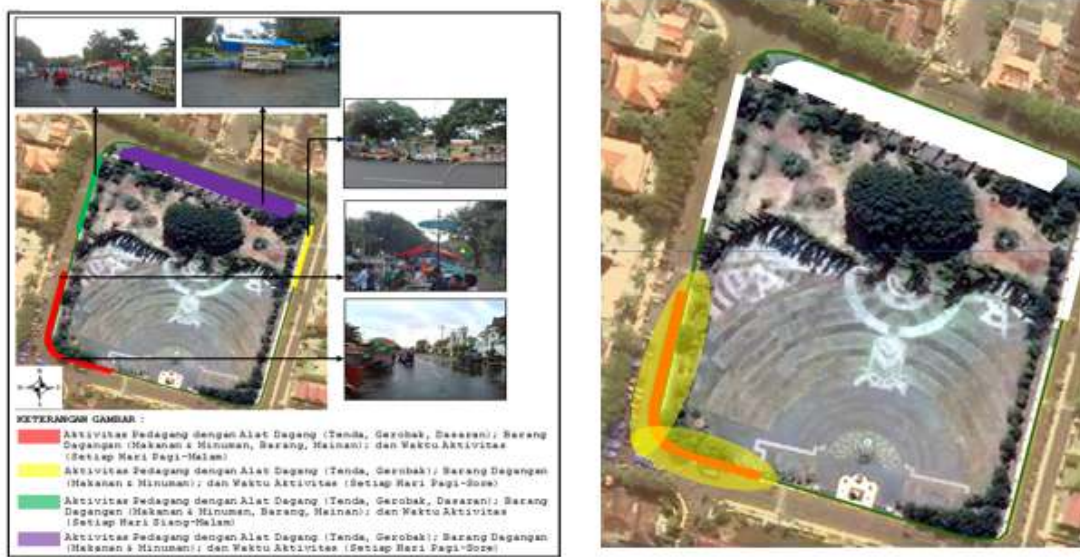 KETERANGAN GAMBAR :
Aktivitas Pedagang dengan Alat Dagang (Tenda, Gerobak, Dasaran); Barang
Dagangan (Makanan & Minuman, Barang, Mainan); dan Waktu Aktivitas
(Setiap Hari Pagi-Malam)
Aktivitas Pedagang dengan Alat Dagang (Tenda, Gerobak); Barang Dagangan
(Makanan & Minuman); dan Waktu Aktivitas (Setiap Hari Pagi-Sore)
Aktivitas Pedagang dengan Alat Dagang (Tenda, Gerobak, Dasaran); Barang
Dagangan (Makanan & Minuman, Barang, Mainan); dan Waktu Aktivitas
(Setiap Hari Siang-Malam)
Aktivitas Pedagang dengan Alat Dagang (Tenda, Gerobak); Barang Dagangan
(Makanan & Minuman); dan Waktu Aktivitas (Setiap Hari Pagi-Sore)